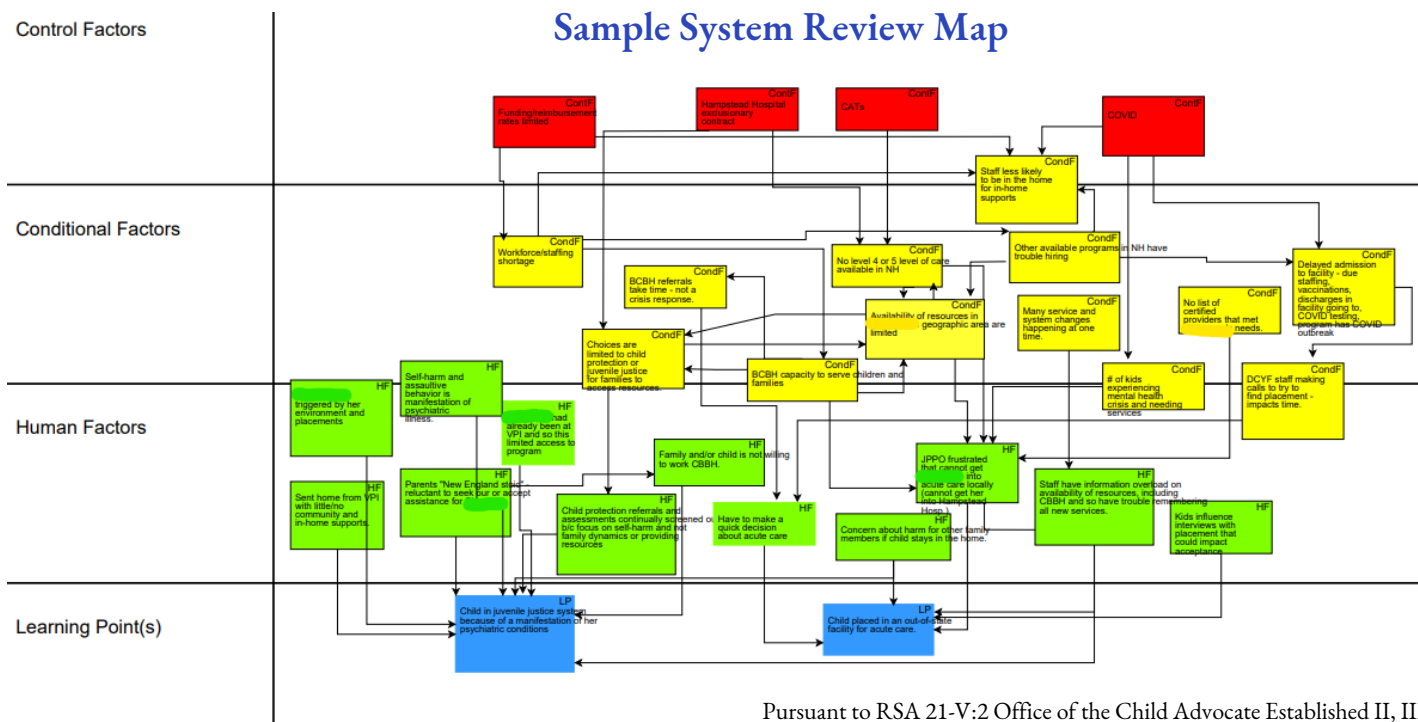 Sample System Review Map
Control Factors
ContF
Funding/reimbursement
rates limited
ContF
Hampstead Hospital
exclusionary
contract
ContF
CATs
ContF
COVID
CondF
Staff less likely
to be in the home
for in-home
supports
Conditional Factors
CondF
Workforce/staffing
shortage
CondF
BCBH referrals
take time - not a
crisis response.
CondF
No level 4 or 5 level of care
available in NH
CondF
Other available programs in NH have
trouble hiring
CondF
Delayed admission
to facility - due
staffing,
vaccinations,
discharges in
facility going to,
COVID testing,
program has COVID
outbreak
CondF
Availability of resources in
geographic area are
limited
CondF
Many service and
system changes
happening at one
time.
CondF
No list of
certified
providers that met
needs.
CondF
Choices are
limited to child
protection or
juvenile justice
for families to
access resources.
CondF
BCBH capacity to serve children and
families
CondF
# of kids
experiencing
mental health
crisis and needing
services
CondF
DCYF staff making
calls to try to
find placement -
impacts time.
Human Factors
HF
triggered by her
environment and
placements
HF
Self-harm and
assaultive
behavior is
manifestation of
psychiatric
illness.
HF
had
already been at
VPI and so this
limited access to
program
HF
Family and/or child is not willing
to work CBBH.
HF
JPPO frustrated
that cannot get
into
acute care locally
(cannot get her
into Hampstead
Hosp.)
HF
Sent home from VPI
with little/no
community and
in-home supports.
HF
Parents "New England stois" -
reluctant to seek our or accept
assistance for
HF
Child protection referrals and
assessments continually screened
b/c focus on self-harm and not
family dynamics or providing
resources
HF
Have to make a
quick decision
about acute care
HF
Concern about harm for other family
members if child stays in the home.
HF
Staff have information overload on
availability of resources, including
CBBH and so have trouble remembering
all new services.
HF
Kids influence
interviews with
placement that
could impact
acceptance
Learning Point(s)
LP
Child in juvenile justice system
because of a manifestation of her
psychiatric conditions
LP
Child placed in an out-of-state
facility for acute care.
Pursuant to RSA 21-V:2 Office of the Child Advocate Established II, II